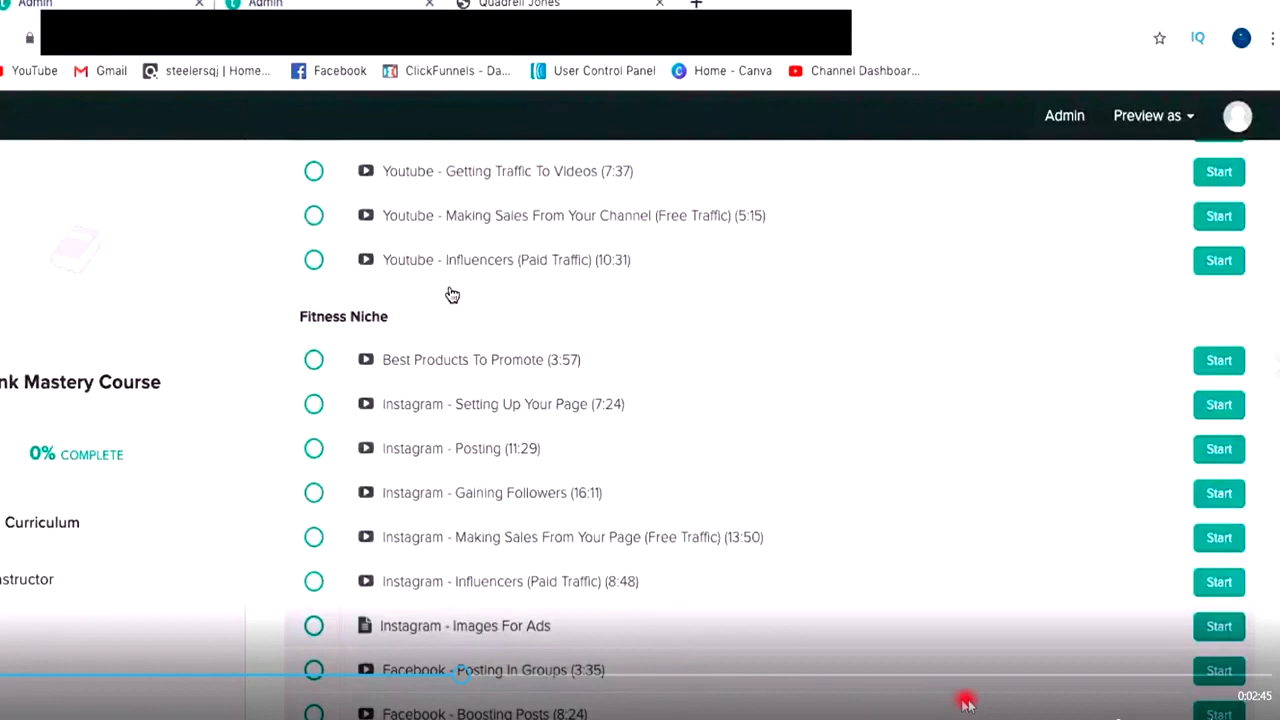 Admin
Admin
Quadrell Jones
IQ
YouTube
Gmail
steelersqj | Home...
Facebook
ClickFunnels - Da...
User Control Panel
Home - Canva
Channel Dashboar...
Admin
Preview as
Youtube - Getting Traffic To Videos (7:37) Start
Youtube - Making Sales From Your Channel (Free Traffic) (5:15) Start
Youtube - Influencers (Paid Traffic) (10:31) Start
Fitness Niche
Best Products To Promote (3:57) Start
nk Mastery Course
Instagram - Setting Up Your Page (7:24) Start
Instagram - Posting (11:29) Start
0% COMPLETE
Instagram - Gaining Followers (16:11) Start
Curriculum
Instagram - Making Sales From Your Page (Free Traffic) (13:50) Start
nstructor
Instagram - Influencers (Paid Traffic) (8:48) Start
Instagram - Images For Ads Start
Facebook - Posting In Groups (3:35) Start
0:02:45
Facebook - Boosting Posts (8:24) Start